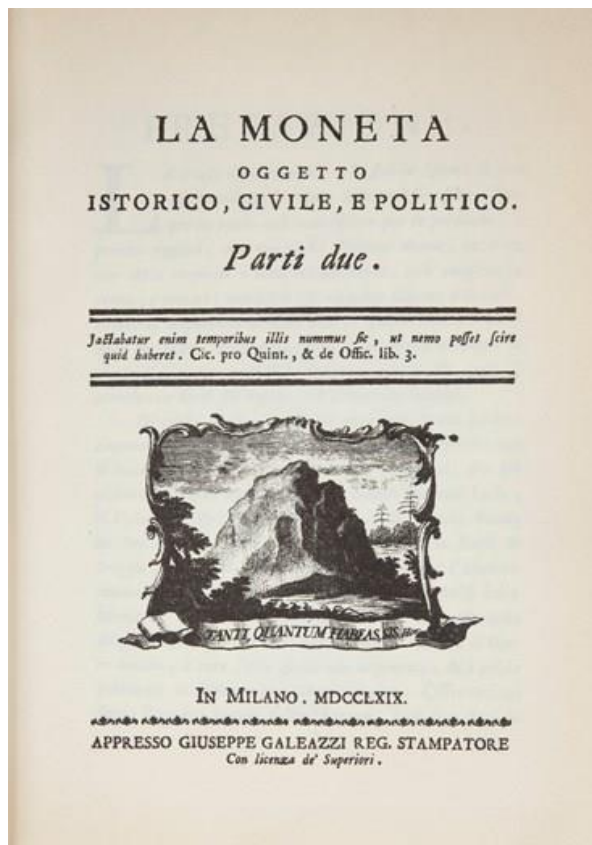 LA MONETA
OGGETTO
ISTORICO, CIVILE, E POLITICO.
Parti due.
Jactabatur enim temporibus illis nummus ſic, ut nemo poſſet ſcire
quid haberet. Cic. pro Quint., & de Offic. lib. 3.
TANTI QUANTUM HABEAS, SIS. Hor.
IN MILANO. MDCCLXIX.
APPRESSO GIUSEPPE GALEAZZI REG. STAMPATORE
Con licenza de' Superiori.